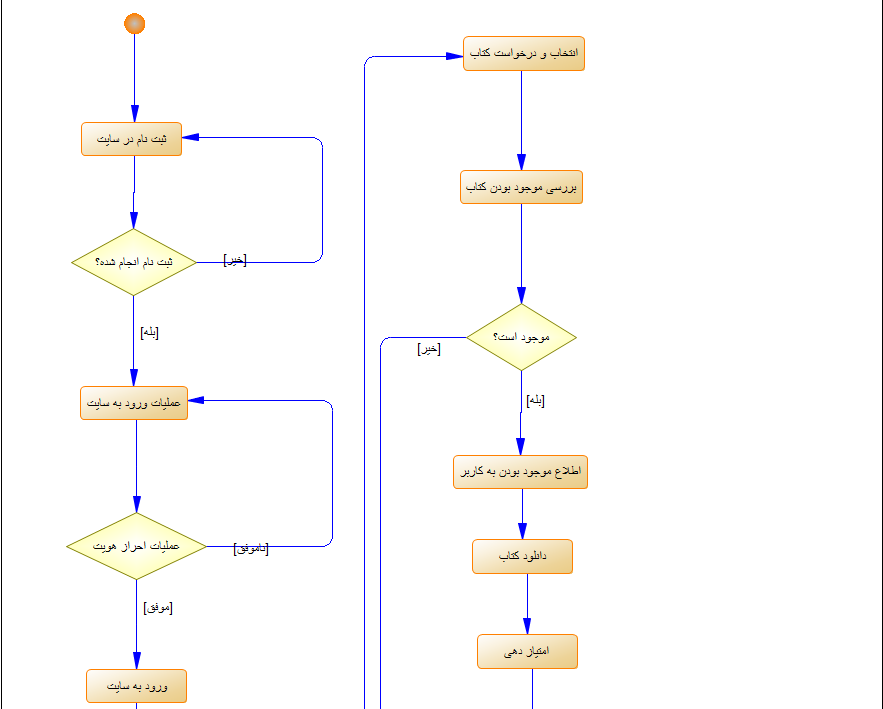 ثبت نام در سایت
ثبت نام انجام شده؟
[خیر]
[بله]
عملیات ورود به سایت
عملیات احراز هویت
[ناموفق]
[موفق]
ورود به سایت
انتخاب و درخواست کتاب
بررسی موجود بودن کتاب
موجود است؟
[خیر]
[بله]
اطلاع موجود بودن به کاربر
دانلود کتاب
امتیاز دهی